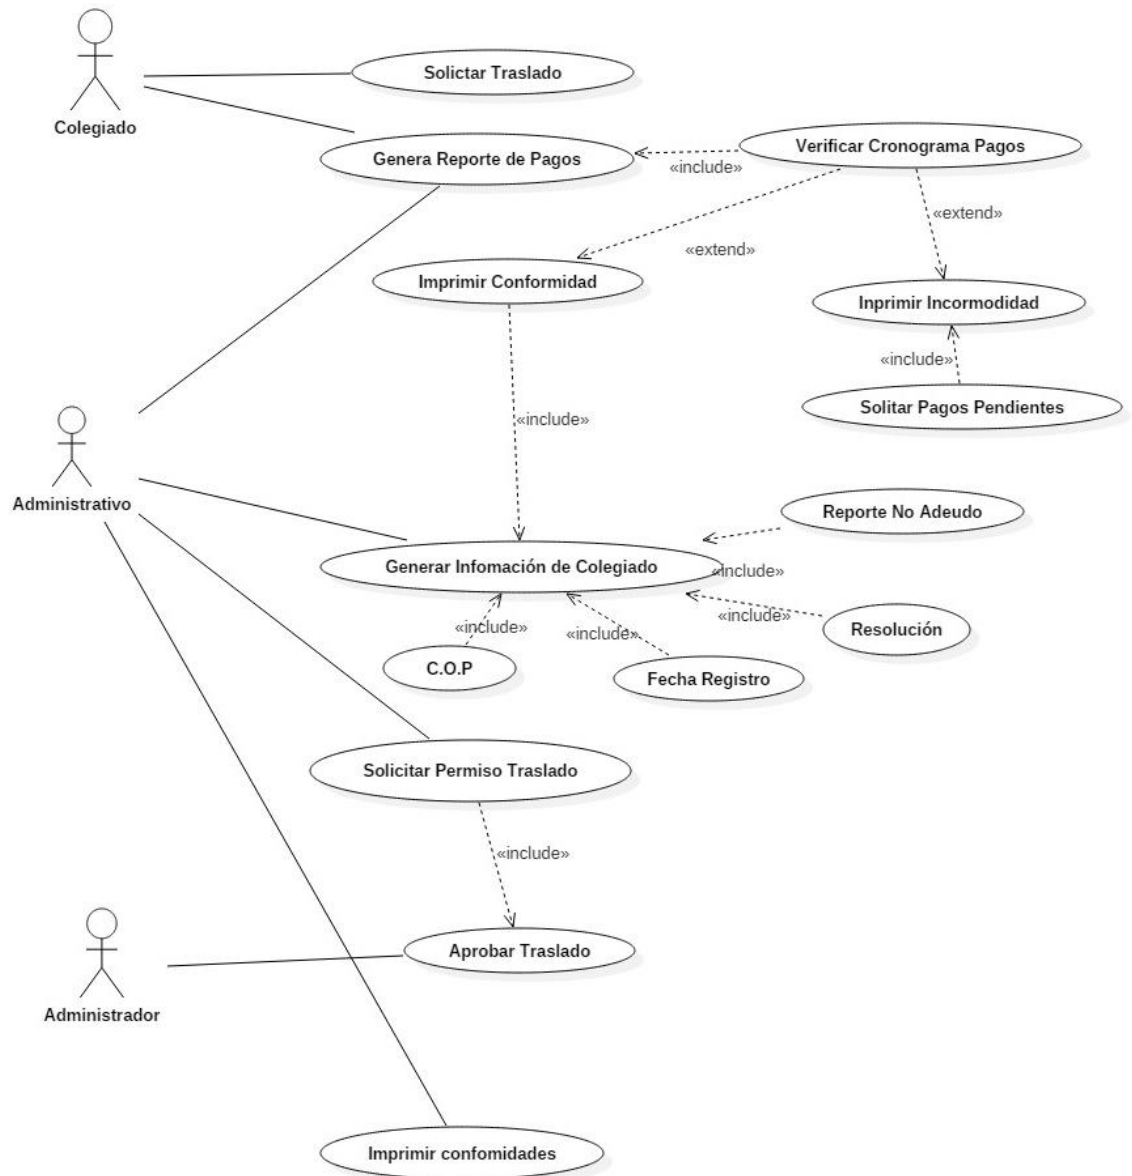 Solictar Traslado
Colegiado
Verificar Cronograma Pagos
Genera Reporte de Pagos
«include»
«extend»
«extend»
Imprimir Conformidad
Inprimir Incormodidad
«include»
Solitar Pagos Pendientes
«include»
Administrativo
Reporte No Adeudo
Generar Infomación de Colegiado
«include»
«include»
«include»
«include»
Resolución
C.O.P
Fecha Registro
Solicitar Permiso Traslado
«include»
Aprobar Traslado
Administrador
Imprimir confomidades